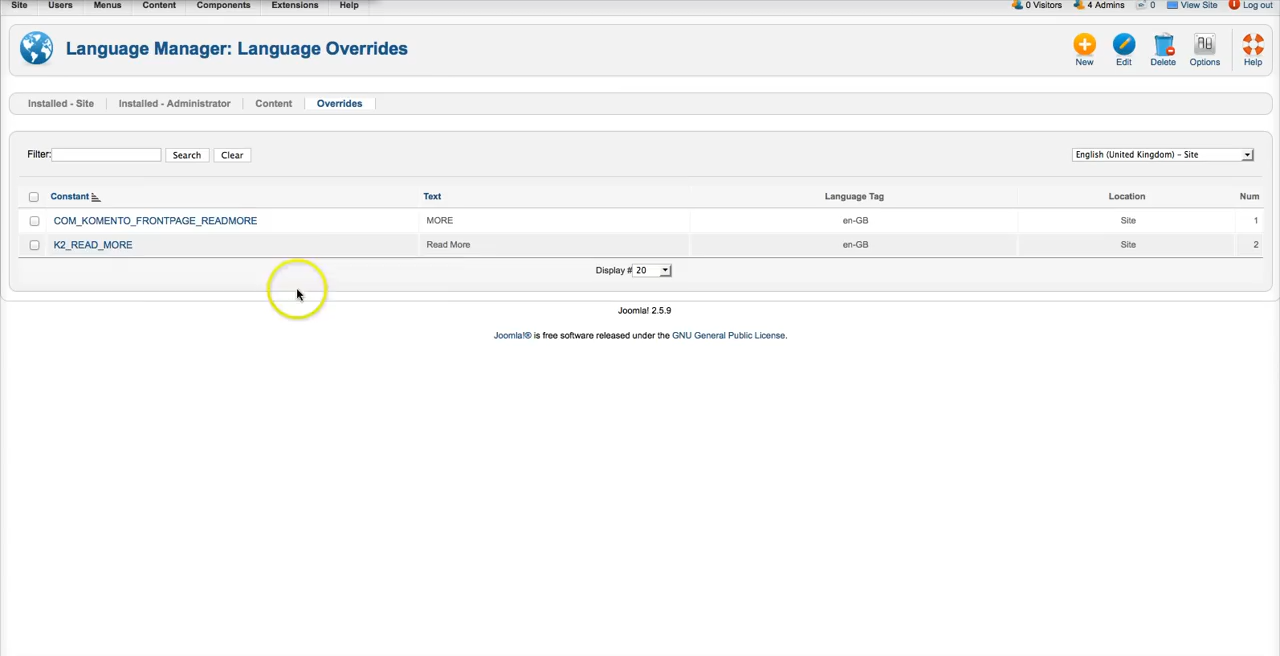 Site Users Menus Content Components Extensions Help 0 Visitors 4 Admins 0 View Site Log out
Language Manager: Language Overrides
New Edit Delete Options Help
Installed - Site Installed - Administrator Content Overrides
Filter: Search Clear English (United Kingdom) - Site
Constant Text Language Tag Location Num
COM_KOMENTO_FRONTPAGE_READMORE MORE en-GB Site 1
K2_READ_MORE Read More en-GB Site 2
Display # 20
Joomla! 2.5.9
Joomla!® is free software released under the GNU General Public License.